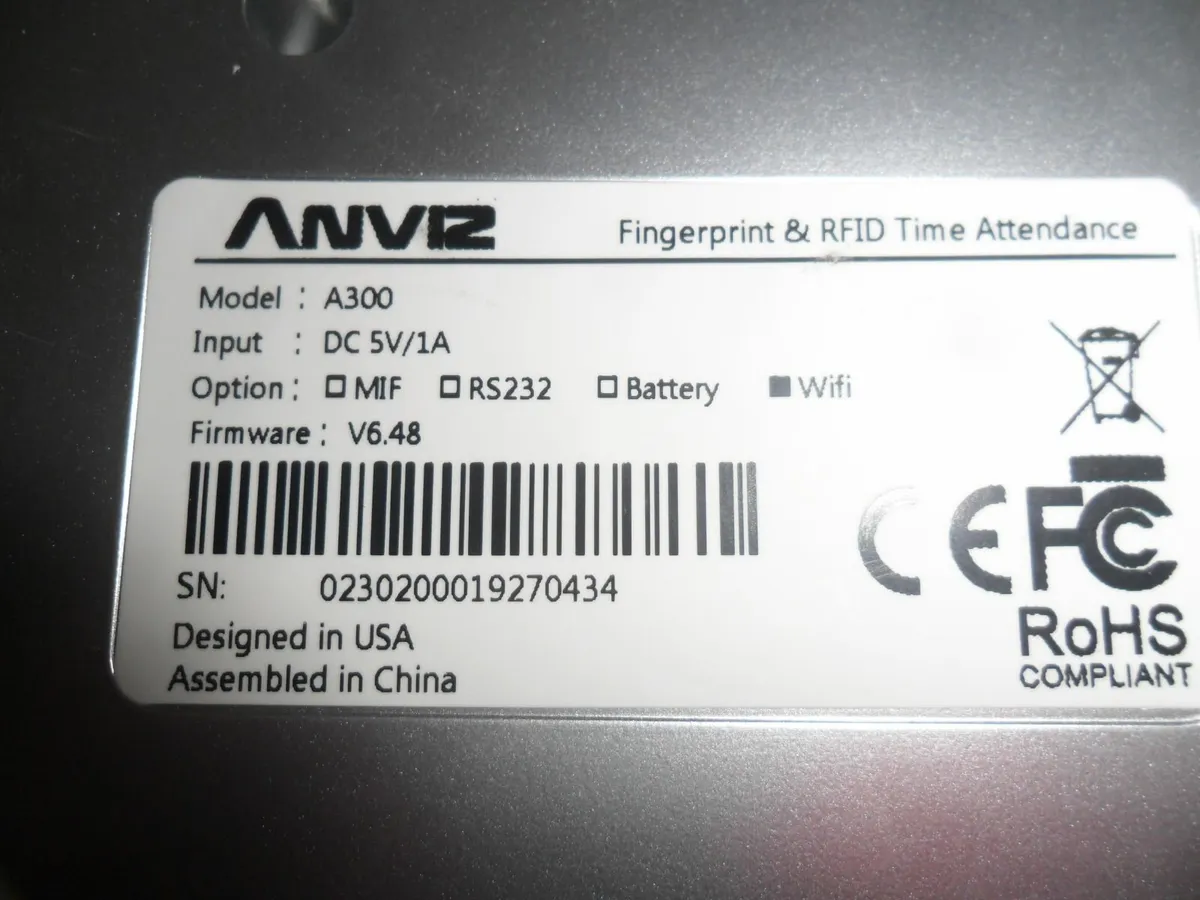 ANVIZ Fingerprint & RFID Time Attendance
Model : A300
Input : DC 5V/1A
Option : □ MIF □ RS232 □ Battery ■ Wifi
Firmware : V6.48
SN: 0230200019270434
Designed in USA
Assembled in China
CE FC
RoHS
COMPLIANT